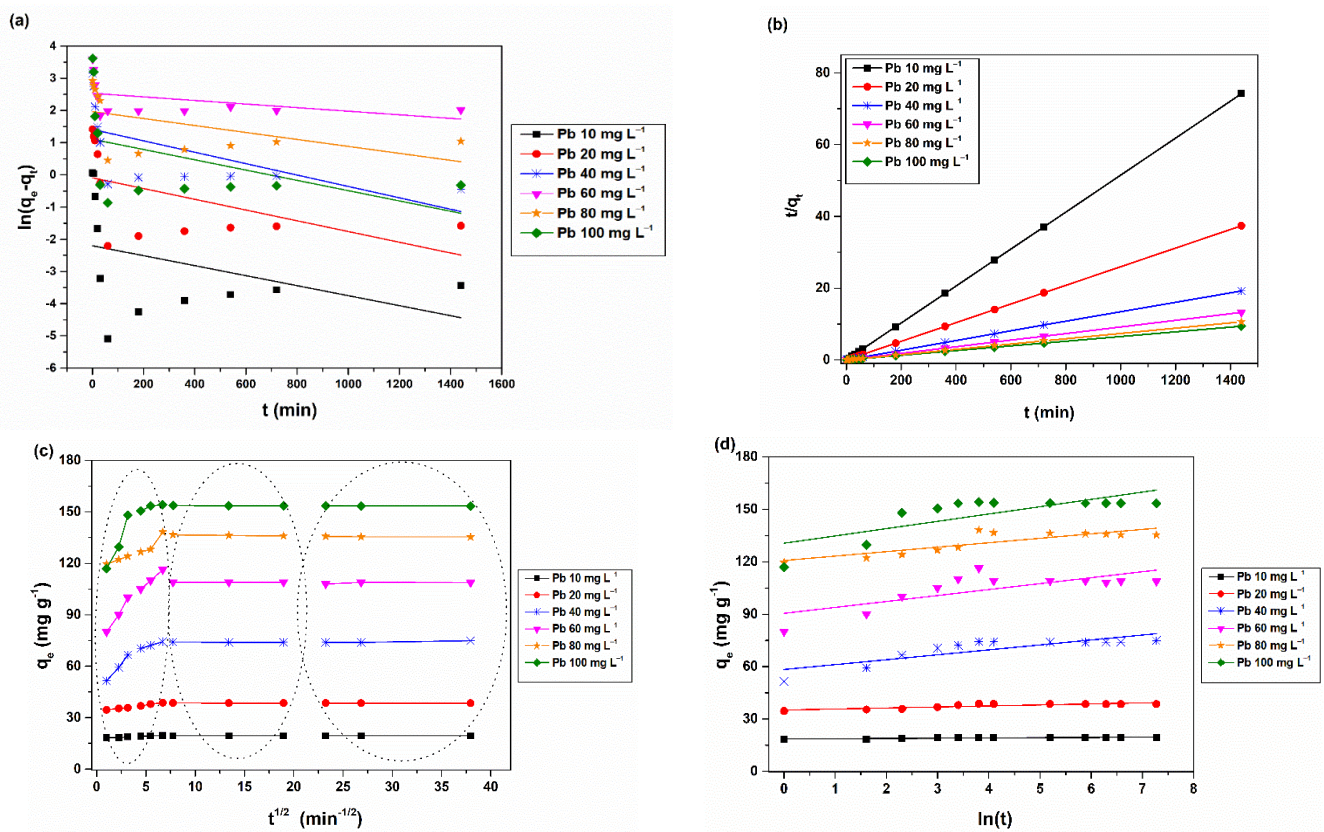 (a)
4
3
2
1
0
-1
-2
-3
-4
-5
-6
0 200 400 600 800 1000 1200 1400 1600
ln(qe-qt)
t (min)
Pb 10 mg L⁻¹
Pb 20 mg L⁻¹
Pb 40 mg L⁻¹
Pb 60 mg L⁻¹
Pb 80 mg L⁻¹
Pb 100 mg L⁻¹
(b)
80
60
40
20
0
0 200 400 600 800 1000 1200 1400
t/qt
t (min)
Pb 10 mg L⁻¹
Pb 20 mg L⁻¹
Pb 40 mg L⁻¹
Pb 60 mg L⁻¹
Pb 80 mg L⁻¹
Pb 100 mg L⁻¹
(c)
180
150
120
90
60
30
0
0 5 10 15 20 25 30 35 40
qe (mg g⁻¹)
t^1/2 (min^-1/2)
Pb 10 mg L⁻¹
Pb 20 mg L⁻¹
Pb 40 mg L⁻¹
Pb 60 mg L⁻¹
Pb 80 mg L⁻¹
Pb 100 mg L⁻¹
(d)
180
150
120
90
60
30
0
0 1 2 3 4 5 6 7 8
qe (mg g⁻¹)
ln(t)
Pb 10 mg L⁻¹
Pb 20 mg L⁻¹
Pb 40 mg L⁻¹
Pb 60 mg L⁻¹
Pb 80 mg L⁻¹
Pb 100 mg L⁻¹